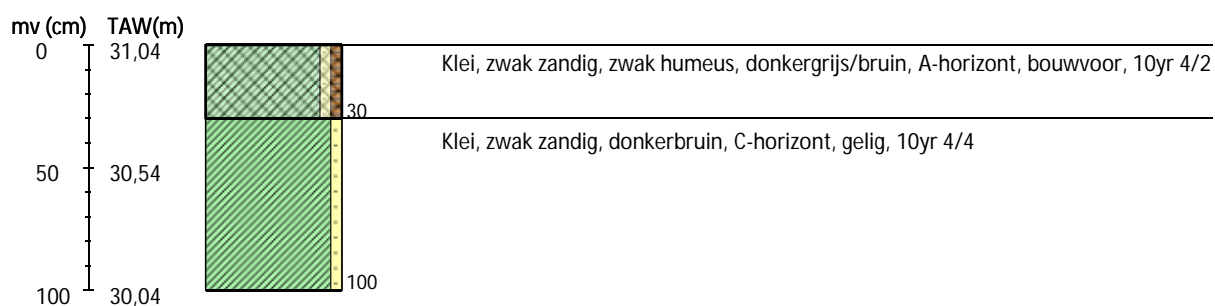 mv (cm) TAW(m)
0 31,04
Klei, zwak zandig, zwak humeus, donkergrijs/bruin, A-horizont, bouwvoor, 10yr 4/2
30
Klei, zwak zandig, donkerbruin, C-horizont, gelig, 10yr 4/4
50 30,54
100
100 30,04